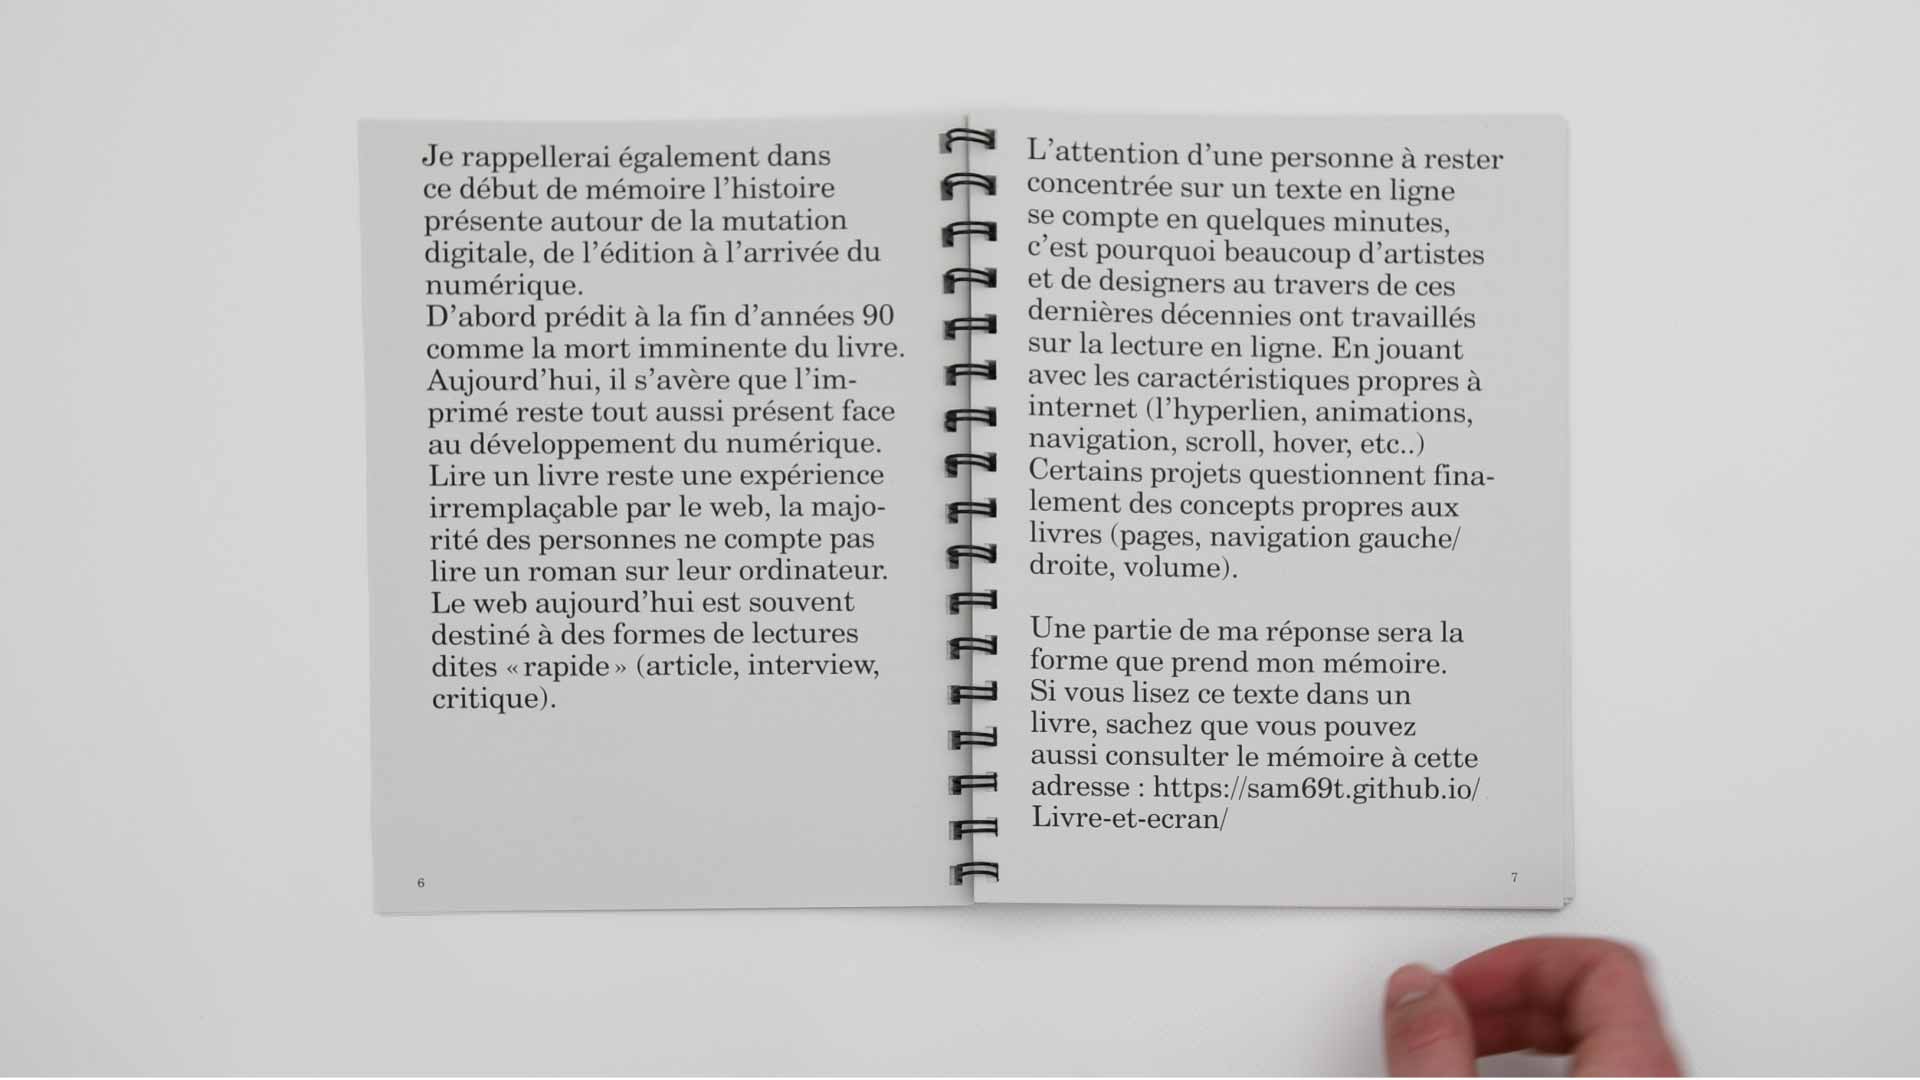 Je rappellerai également dans
ce début de mémoire l’histoire
présente autour de la mutation
digitale, de l’édition à l’arrivée du
numérique.
D’abord prédit à la fin d’années 90
comme la mort imminente du livre.
Aujourd’hui, il s’avère que l’im-
primé reste tout aussi présent face
au développement du numérique.
Lire un livre reste une expérience
irremplaçable par le web, la majo-
rité des personnes ne compte pas
lire un roman sur leur ordinateur.
Le web aujourd’hui est souvent
destiné à des formes de lectures
dites « rapide » (article, interview,
critique).
6
L’attention d’une personne à rester
concentrée sur un texte en ligne
se compte en quelques minutes,
c’est pourquoi beaucoup d’artistes
et de designers au travers de ces
dernières décennies ont travaillés
sur la lecture en ligne. En jouant
avec les caractéristiques propres à
internet (l’hyperlien, animations,
navigation, scroll, hover, etc..)
Certains projets questionnent fina-
lement des concepts propres aux
livres (pages, navigation gauche/
droite, volume).
Une partie de ma réponse sera la
forme que prend mon mémoire.
Si vous lisez ce texte dans un
livre, sachez que vous pouvez
aussi consulter le mémoire à cette
adresse : https://sam69t.github.io/
Livre-et-ecran/
7